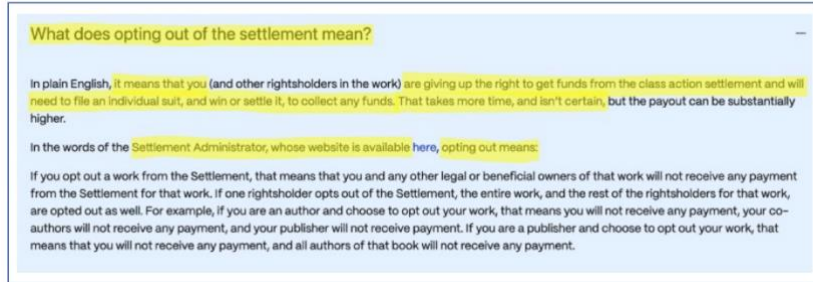 What does opting out of the settlement mean?
In plain English, it means that you (and other rightsholders in the work) are giving up the right to get funds from the class action settlement and will
need to file an individual suit, and win or settle it, to collect any funds. That takes more time, and isn't certain, but the payout can be substantially
higher.
In the words of the Settlement Administrator, whose website is available here, opting out means:
If you opt out a work from the Settlement, that means that you and any other legal or beneficial owners of that work will not receive any payment
from the Settlement for that work. If one rightsholder opts out of the Settlement, the entire work, and the rest of the rightsholders for that work,
are opted out as well. For example, if you are an author and choose to opt out your work, that means you will not receive any payment, your co-
authors will not receive any payment, and your publisher will not receive payment. If you are a publisher and choose to opt out your work, that
means that you will not receive any payment, and all authors of that book will not receive any payment.